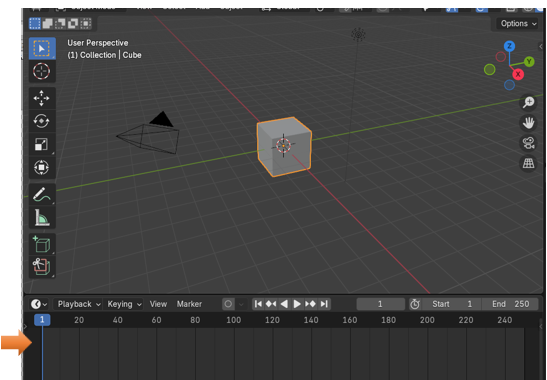 Options
User Perspective
(1) Collection | Cube
Z
Y
X
Playback Keying View Marker 1 Start 1 End 250
1 20 40 60 80 100 120 140 160 180 200 220 240